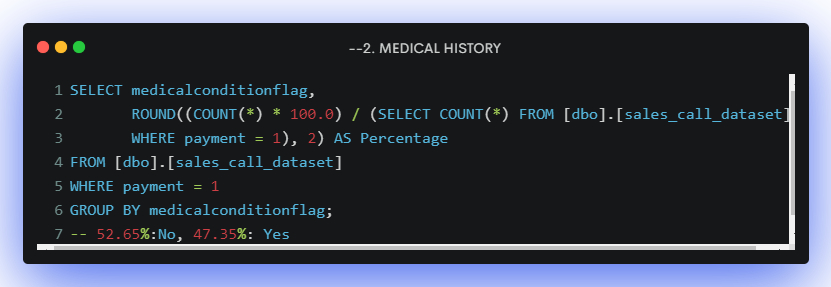 --2. MEDICAL HISTORY
1 SELECT medicalconditionflag,
2 ROUND((COUNT(*) * 100.0) / (SELECT COUNT(*) FROM [dbo].[sales_call_dataset]
3 WHERE payment = 1), 2) AS Percentage
4 FROM [dbo].[sales_call_dataset]
5 WHERE payment = 1
6 GROUP BY medicalconditionflag;
7 -- 52.65%:No, 47.35%: Yes